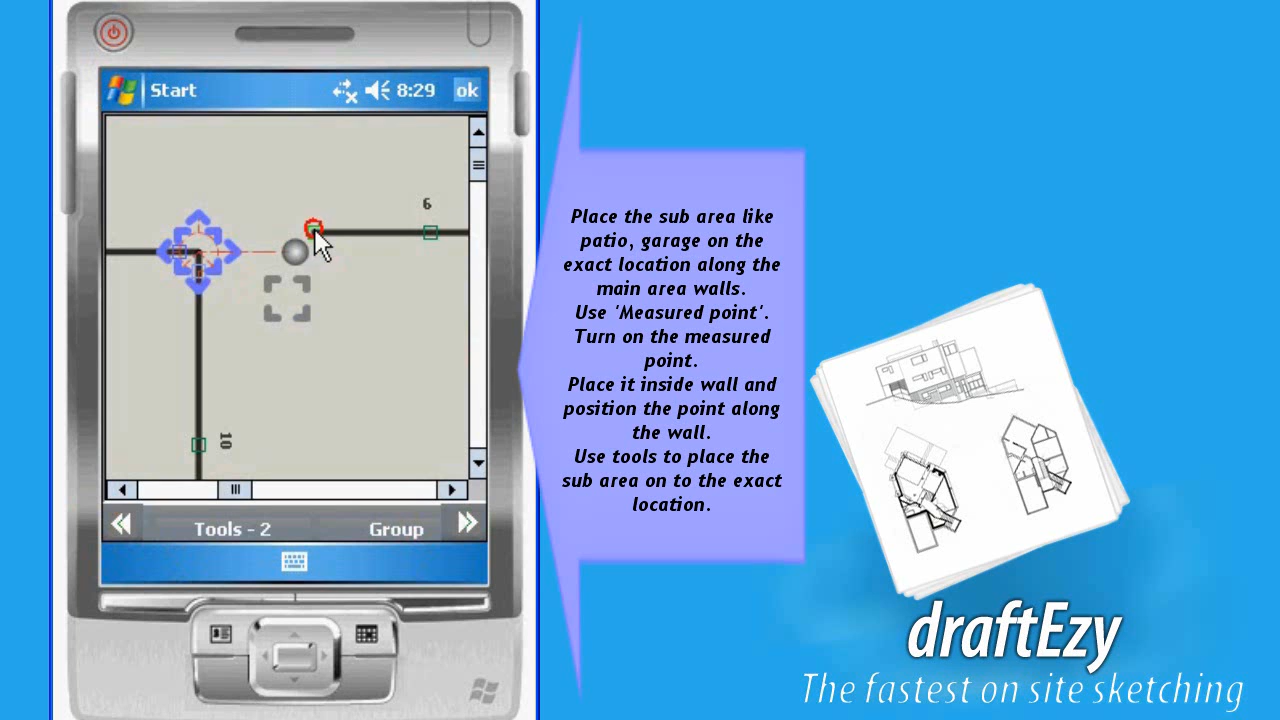 Start
8:29
ok
6
10
Tools - 2
Group
Place the sub area like
patio, garage on the
exact location along the
main area walls.
Use 'Measured point'.
Turn on the measured
point.
Place it inside wall and
position the point along
the wall.
Use tools to place the
sub area on to the exact
location.
draftEzy
The fastest on site sketching